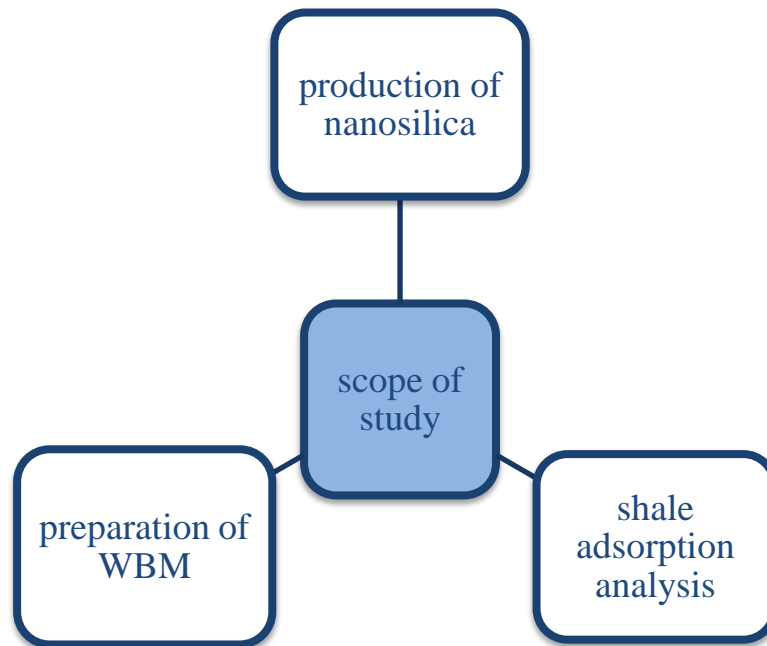 production of
nanosilica
scope of
study
preparation of
WBM
shale
adsorption
analysis